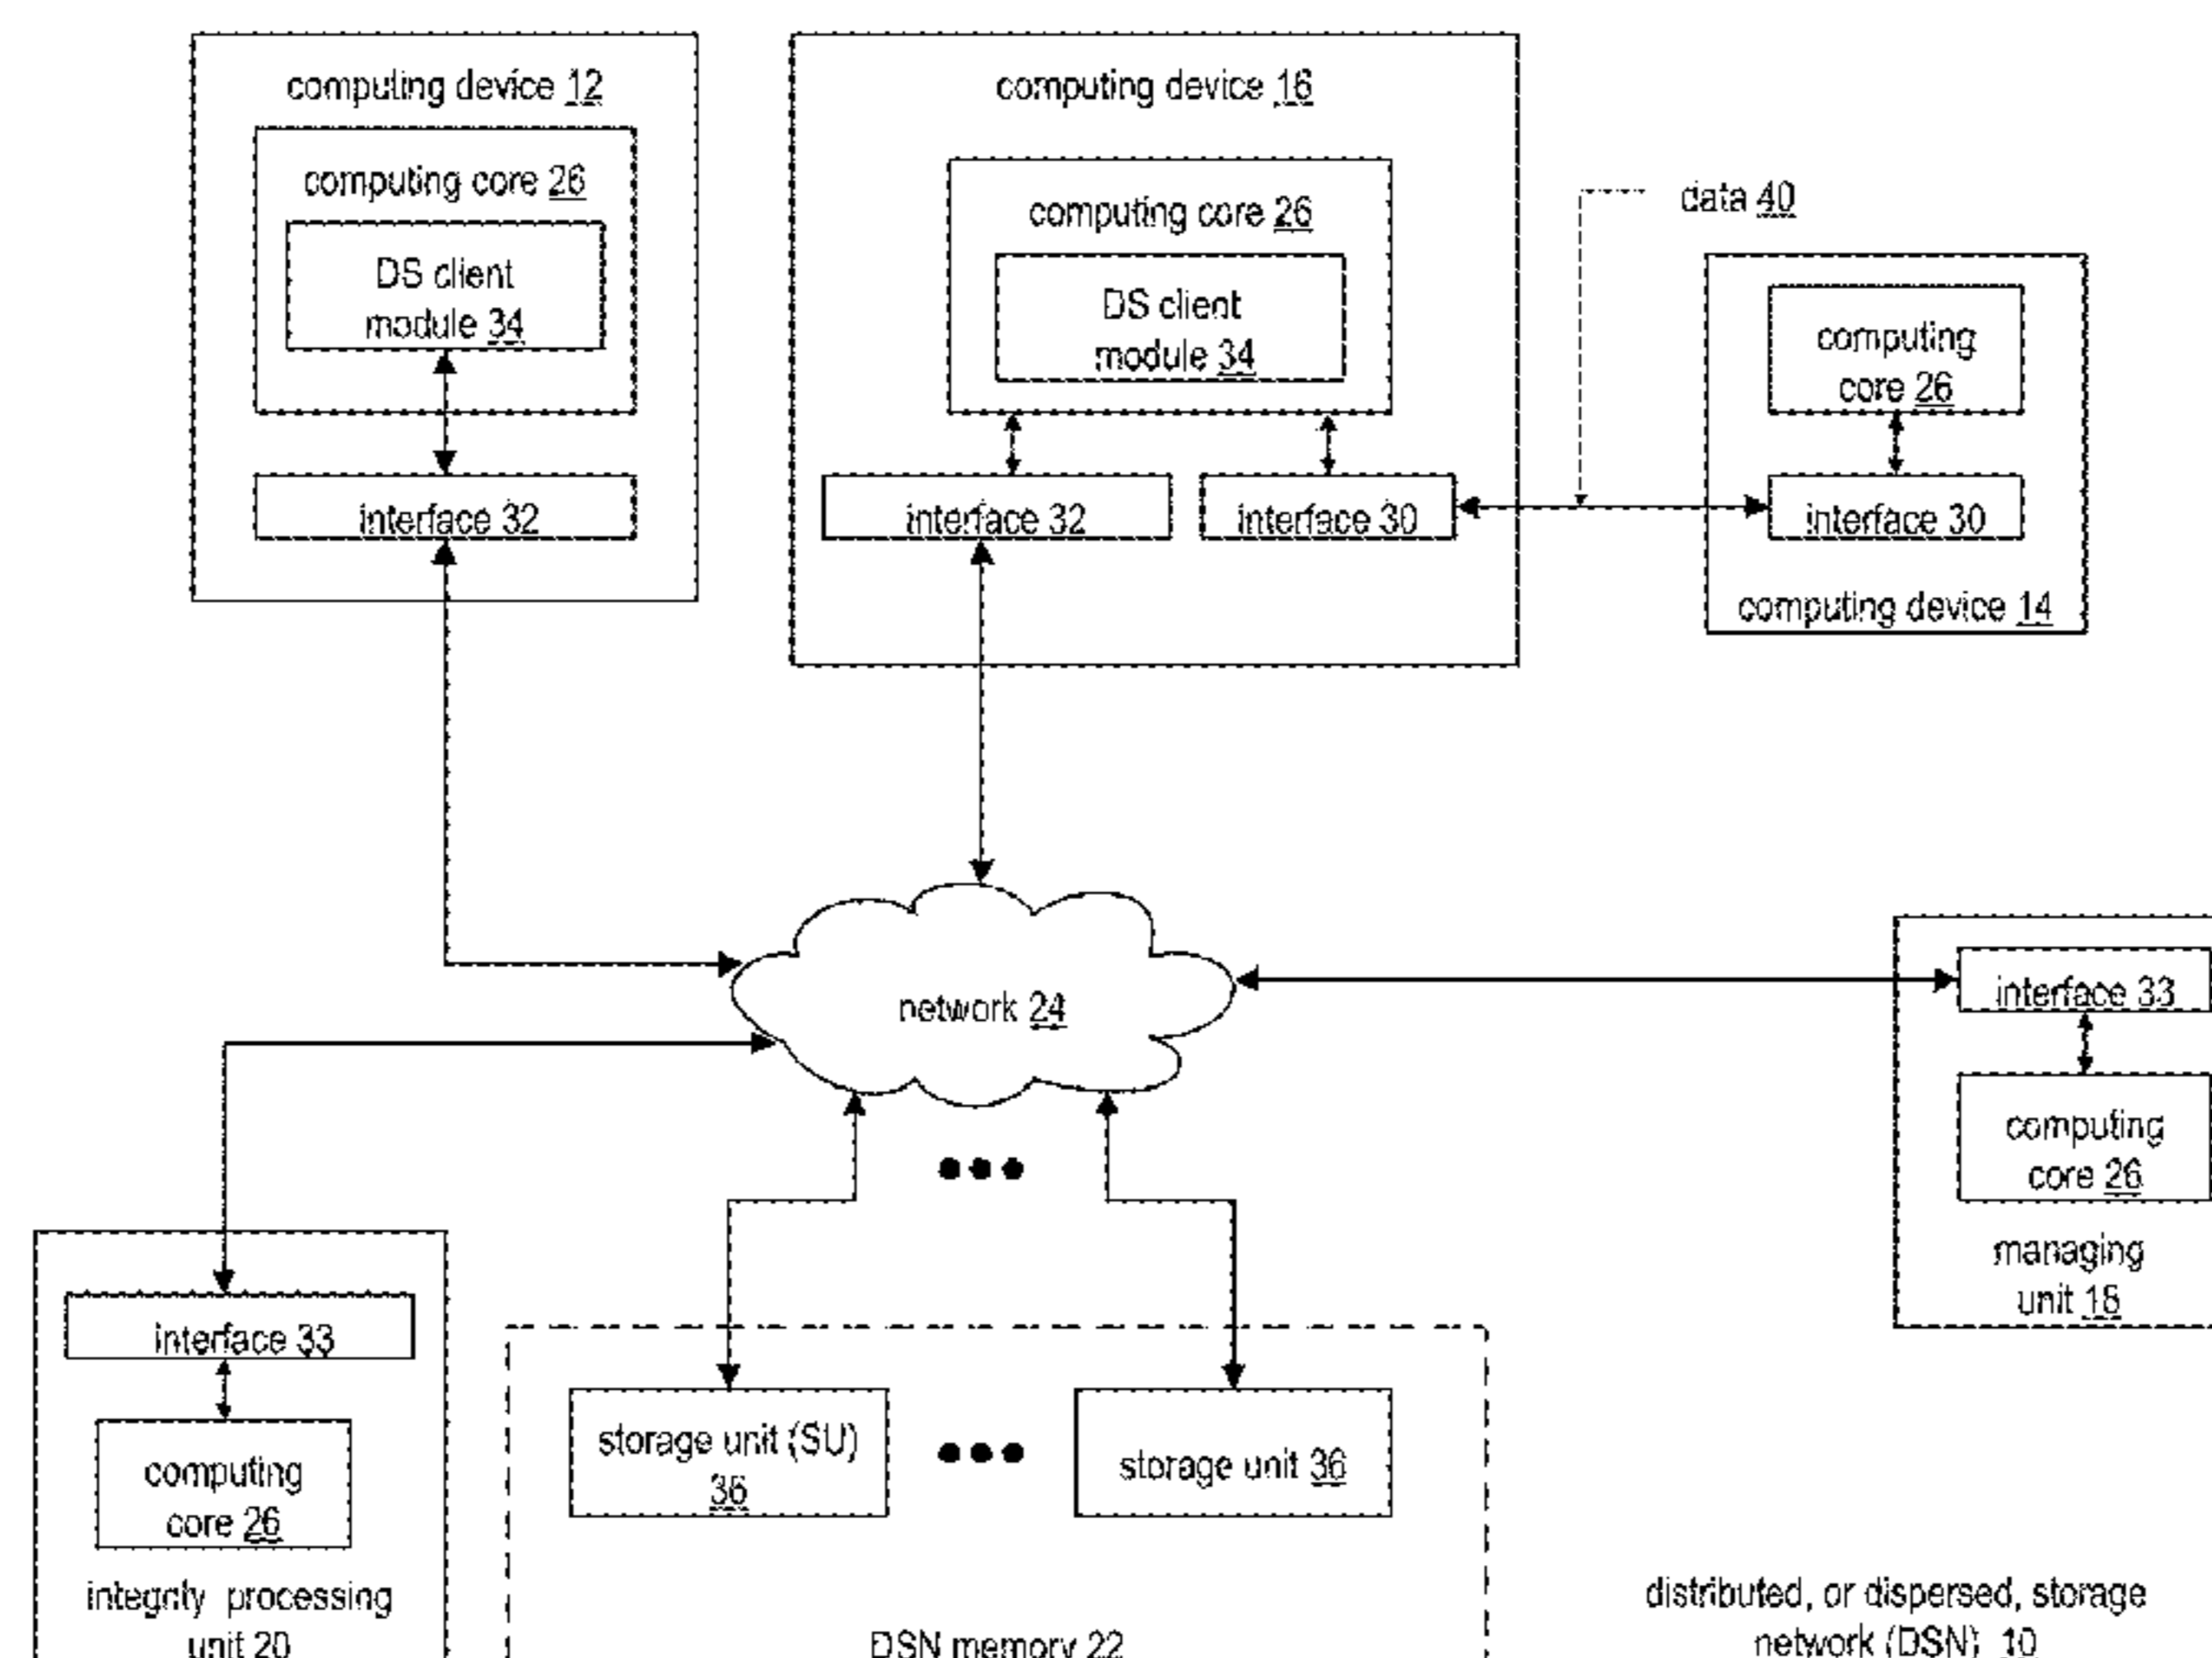 computing device 12
computing core 26
DS client
module 34
interface 32
computing device 16
computing core 26
DS client
module 34
interface 32
interface 30
data 40
computing
core 26
interface 30
computing device 14
network 24
interface 33
computing
core 26
managing
unit 18
interface 33
computing
core 26
integrity processing
unit 20
storage unit (SU)
36
storage unit 36
DSN memory 22
distributed, or dispersed, storage
network (DSN) 10